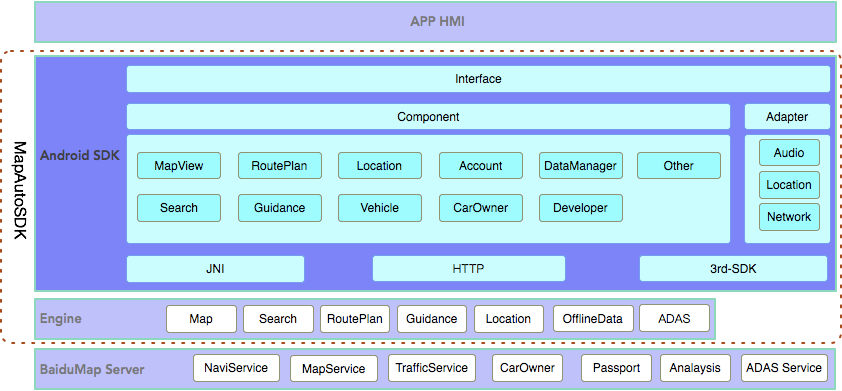 APP HMI
MapAutoSDK
Android SDK
Interface
Component
Adapter
MapView RoutePlan Location Account DataManager Other
Search Guidance Vehicle CarOwner Developer
Audio
Location
Network
JNI HTTP 3rd-SDK
Engine Map Search RoutePlan Guidance Location OfflineData ADAS
BaiduMap Server NaviService MapService TrafficService CarOwner Passport Analaysis ADAS Service